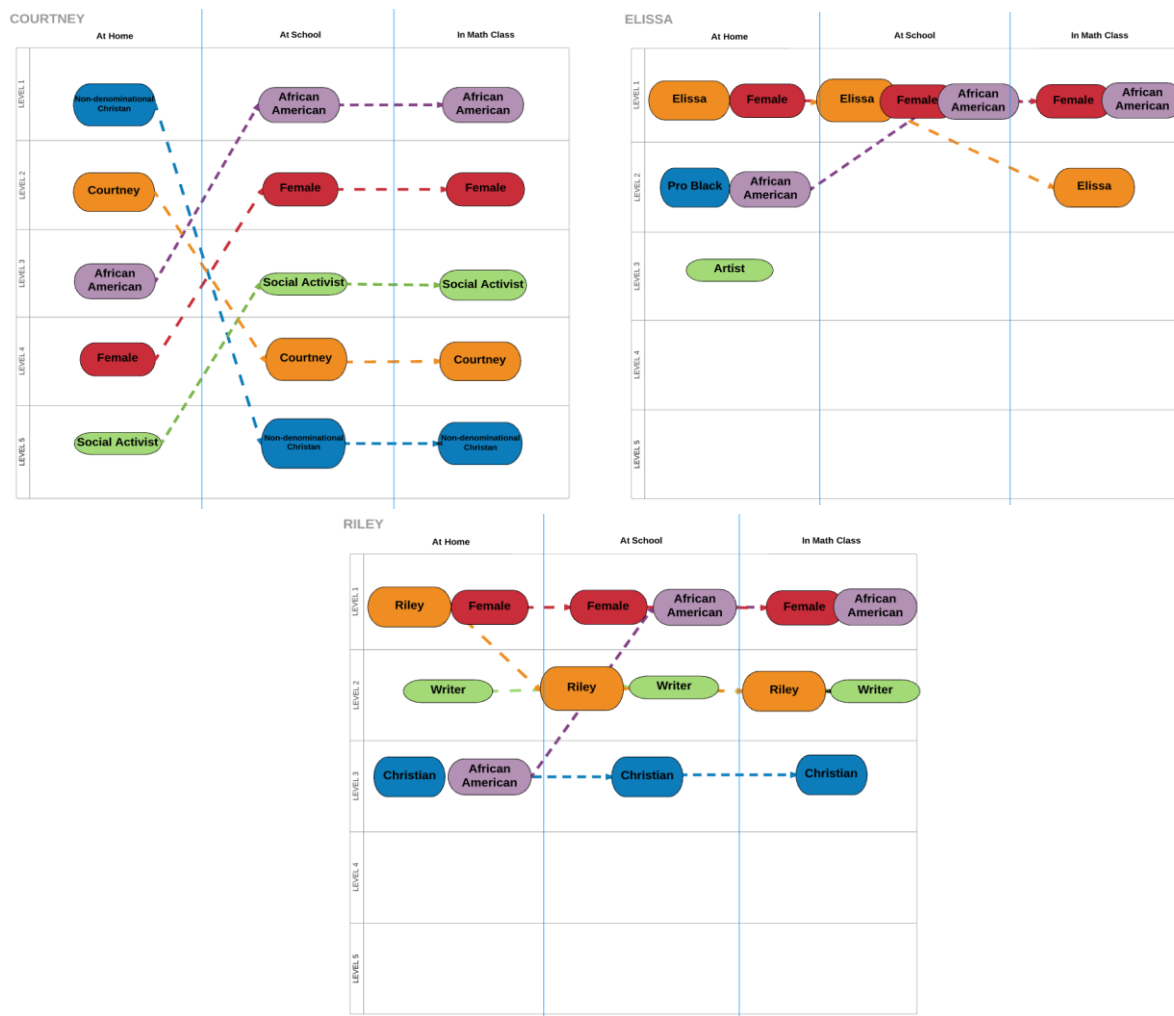 COURTNEY
At Home
At School
In Math Class
LEVEL 1
Non-denominational
Christan
African
American
African
American
LEVEL 2
Courtney
Female
Female
LEVEL 3
African
American
Social Activist
Social Activist
LEVEL 4
Female
Courtney
Courtney
LEVEL 5
Social Activist
Non-denominational
Christan
Non-denominational
Christan
ELISSA
At Home
At School
In Math Class
LEVEL 1
Elissa
Female
Elissa
Female
African
American
Female
African
American
LEVEL 2
Pro Black
African
American
Elissa
LEVEL 3
Artist
LEVEL 4
LEVEL 5
RILEY
At Home
At School
In Math Class
LEVEL 1
Riley
Female
Female
African
American
Female
African
American
LEVEL 2
Writer
Riley
Writer
Riley
Writer
LEVEL 3
Christian
African
American
Christian
Christian
LEVEL 4
LEVEL 5